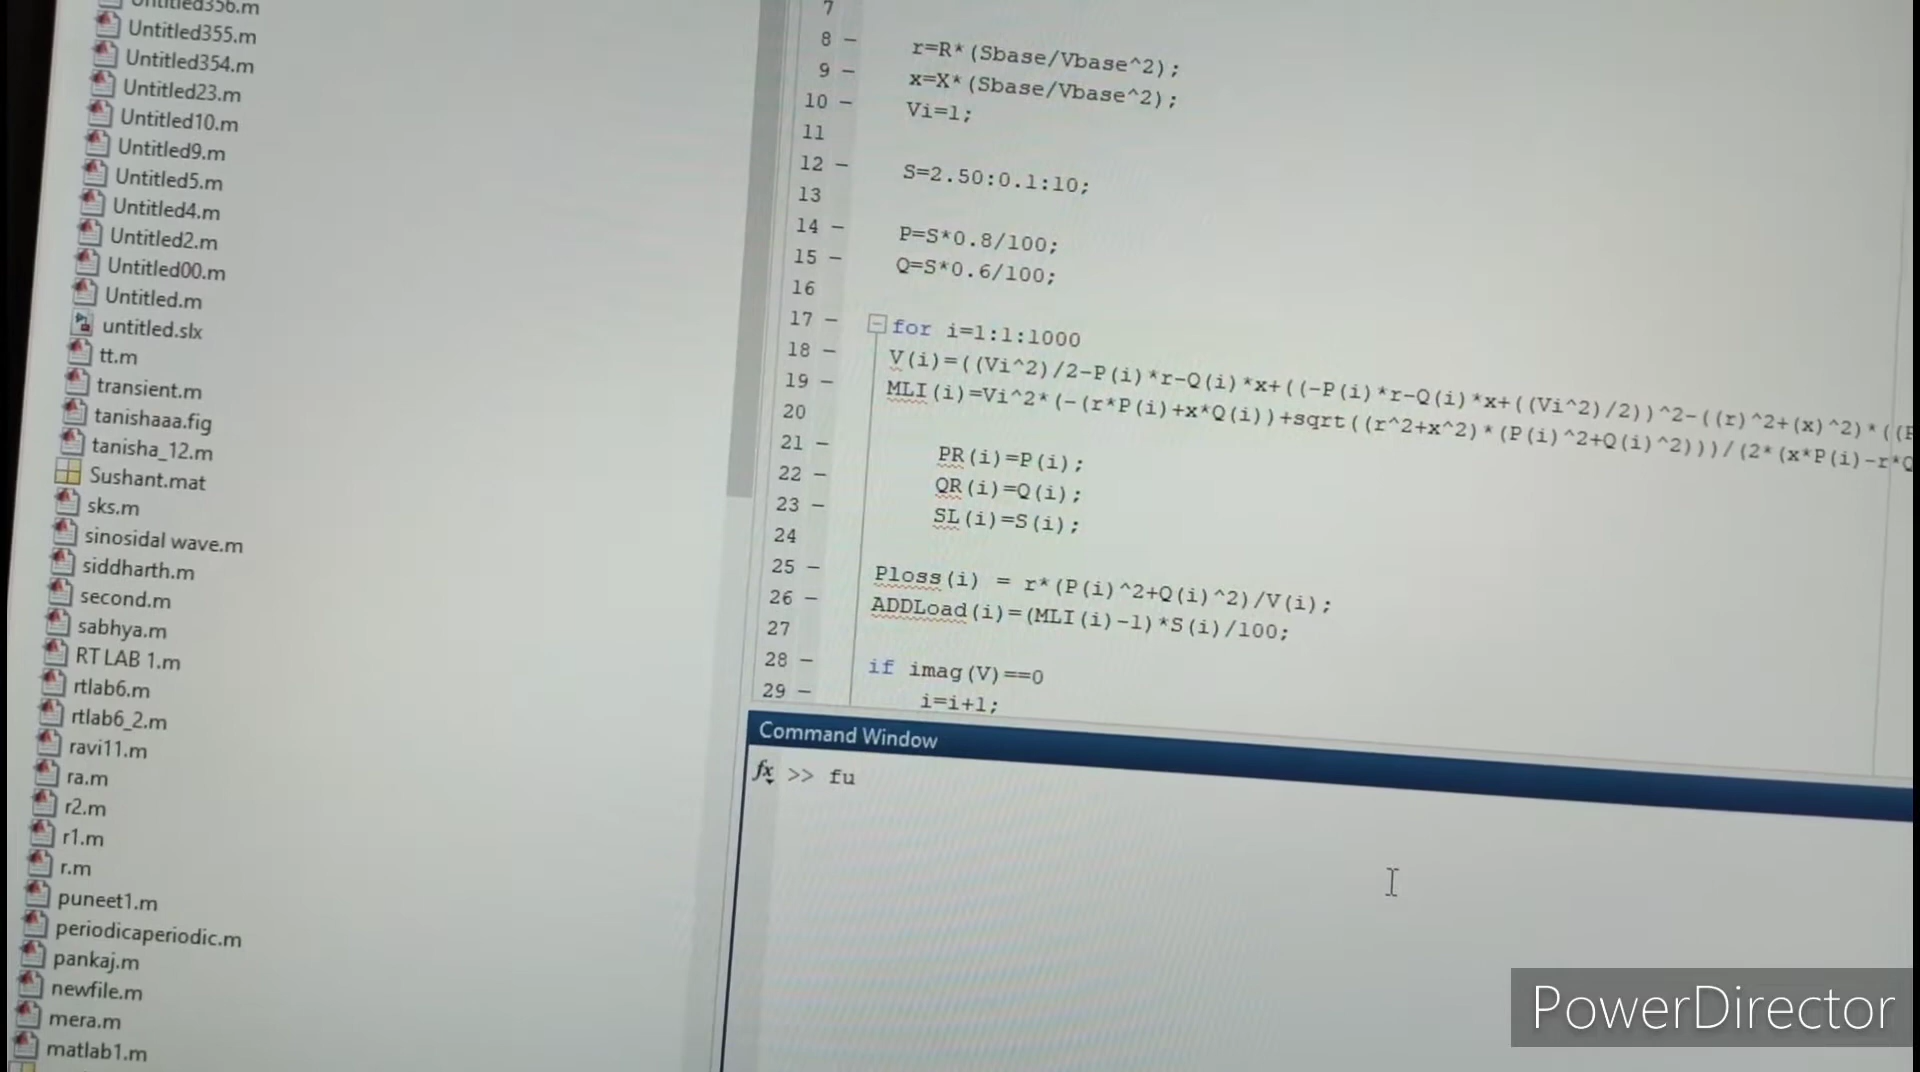 Untitled356.m
Untitled355.m
Untitled354.m
Untitled23.m
Untitled10.m
Untitled9.m
Untitled5.m
Untitled4.m
Untitled2.m
Untitled00.m
Untitled.m
untitled.slx
tt.m
transient.m
tanishaaa.fig
tanisha_12.m
Sushant.mat
sks.m
sinosidal wave.m
siddharth.m
second.m
sabhya.m
RT LAB 1.m
rtlab6.m
rtlab6_2.m
ravi11.m
ra.m
r2.m
r1.m
r.m
puneet1.m
periodicaperiodic.m
pankaj.m
newfile.m
mera.m
matlab1.m
7
8 – r=R*(Sbase/Vbase^2);
9 – x=X*(Sbase/Vbase^2);
10 – Vi=1;
11
12 – S=2.50:0.1:10;
13
14 – P=S*0.8/100;
15 – Q=S*0.6/100;
16
17 – for i=1:1:1000
18 – V(i)=((Vi^2)/2-P(i)*r-Q(i)*x+((-P(i)*r-Q(i)*x+((Vi^2)/2))^2-((r)^2+(x)^2)*((P
19 – MLI(i)=Vi^2*(-(r*P(i)+x*Q(i))+sqrt((r^2+x^2)*(P(i)^2+Q(i)^2)))/(2*(x*P(i)-r*Q
20
21 – PR(i)=P(i);
22 – QR(i)=Q(i);
23 – SL(i)=S(i);
24
25 – Ploss(i) = r*(P(i)^2+Q(i)^2)/V(i);
26 – ADDLoad(i)=(MLI(i)-1)*S(i)/100;
27
28 – if imag(V)==0
29 – i=i+1;
Command Window
fx >> fu
PowerDirector